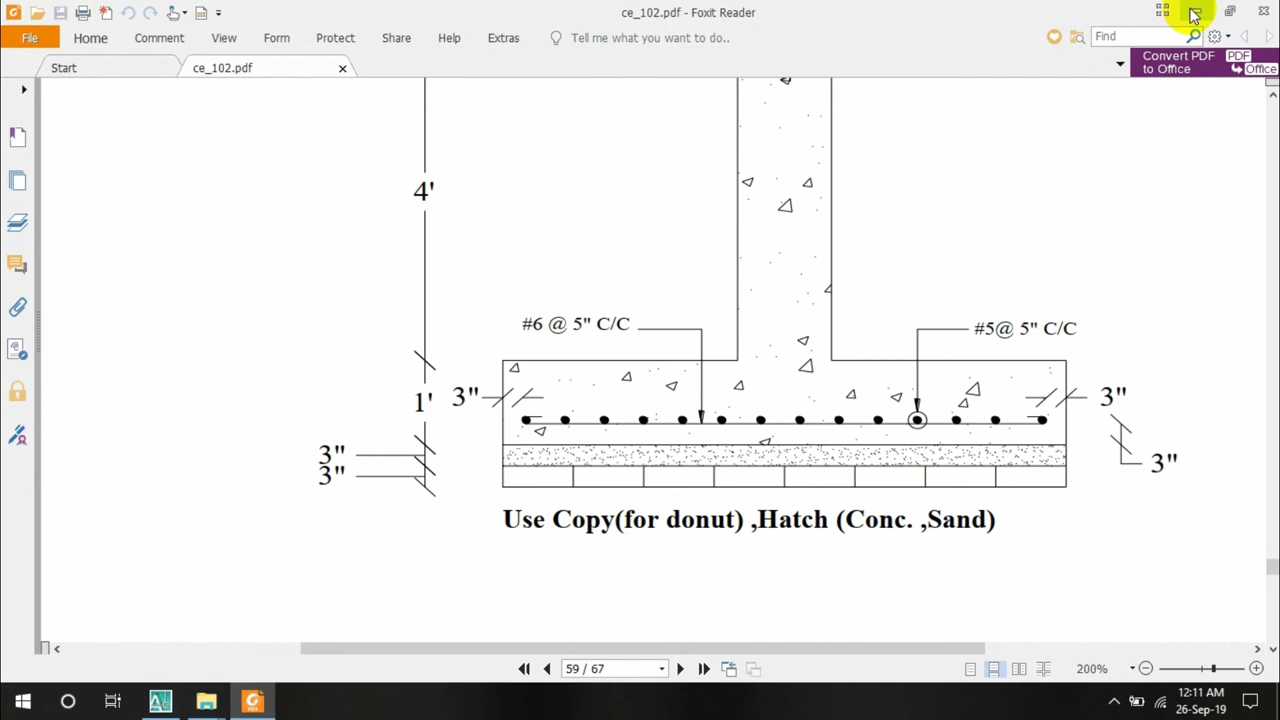 ce_102.pdf - Foxit Reader
File Home Comment View Form Protect Share Help Extras Tell me what you want to do.. Find
Start ce_102.pdf
Convert PDF to Office
PDF Office
4'
#6 @ 5" C/C
#5@ 5" C/C
1'
3"
3"
3"
3"
3"
Use Copy(for donut) ,Hatch (Conc. ,Sand)
59 / 67
200%
12:11 AM
26-Sep-19